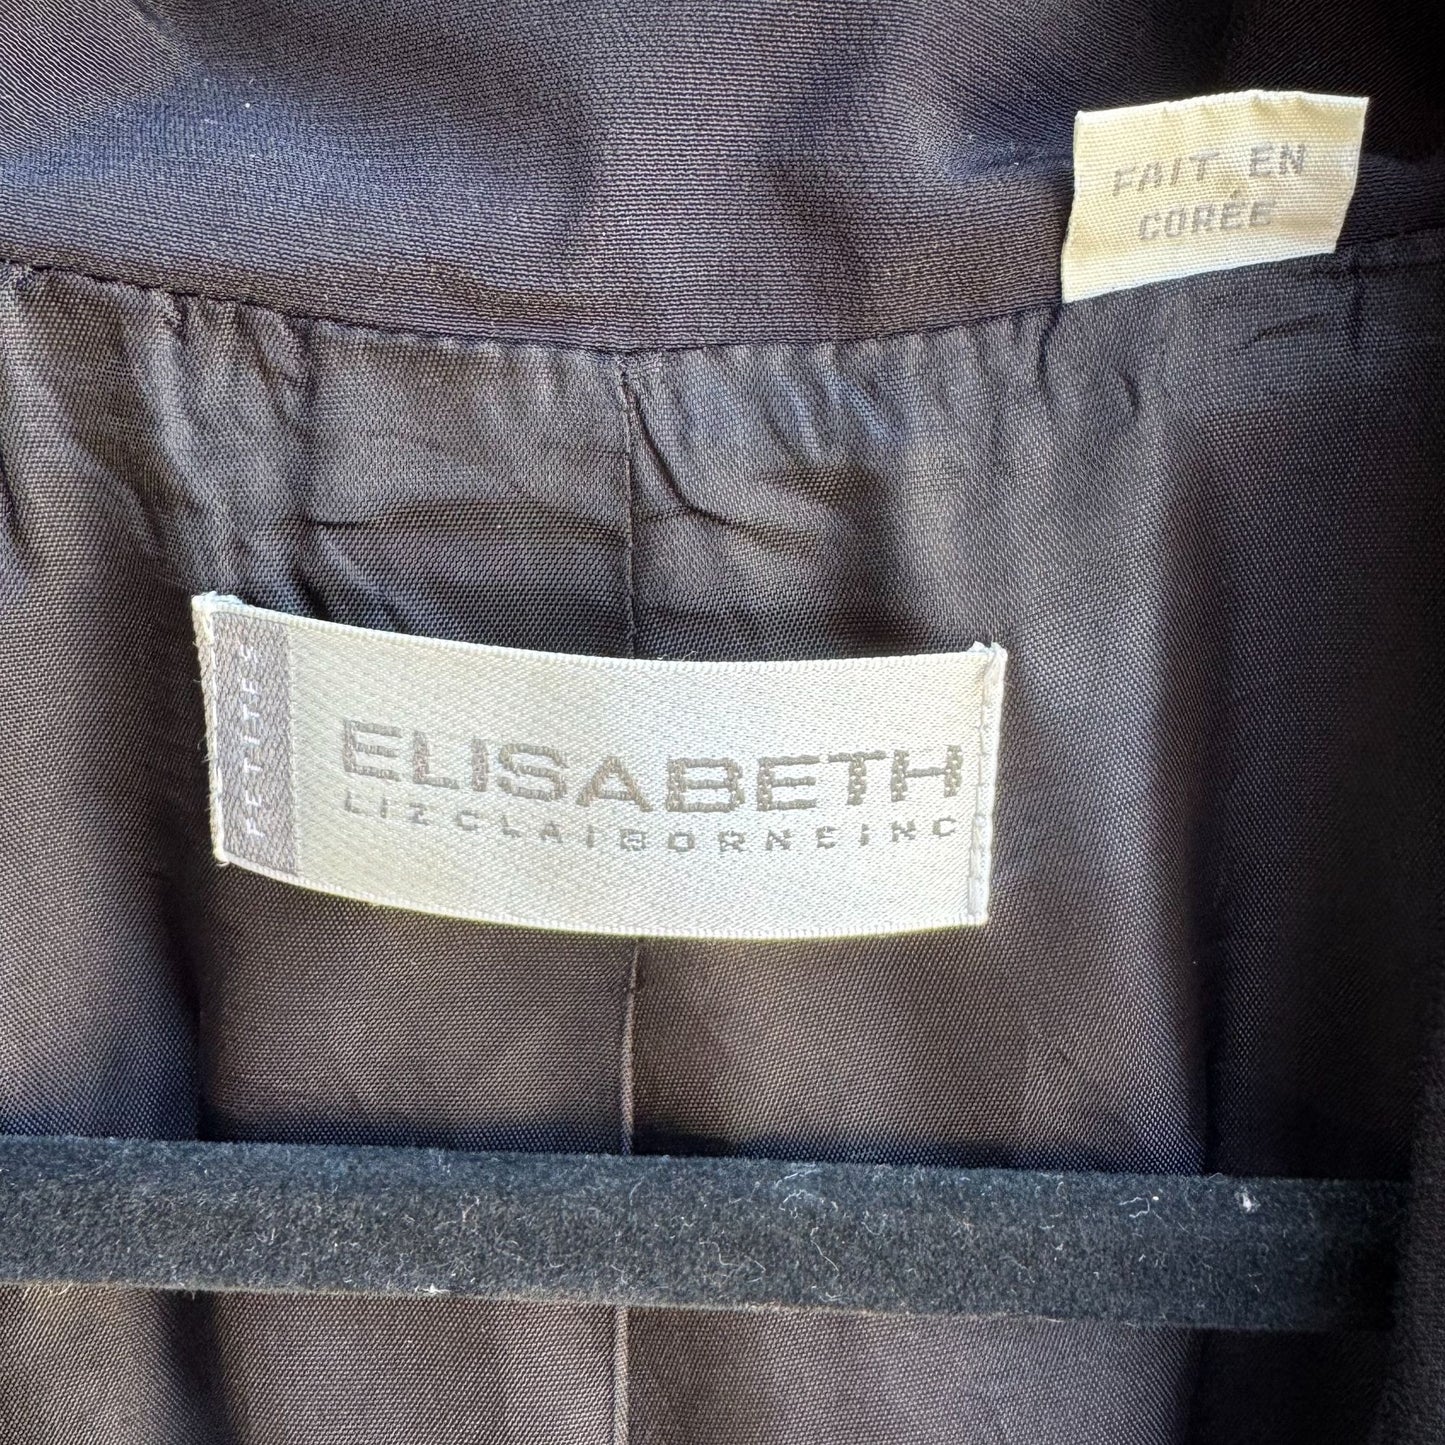 FAIT EN
CORÉE
PETITES
ELISABETH
LIZ CLAIBORNE INC